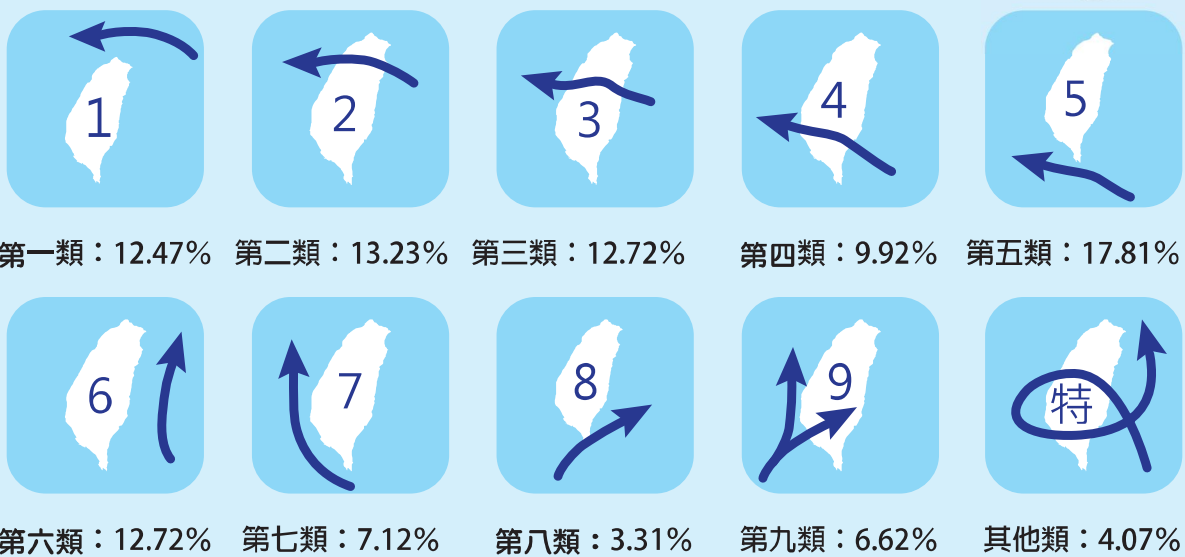 1 2 3 4 5
第一類：12.47% 第二類：13.23% 第三類：12.72% 第四類：9.92% 第五類：17.81%
6 7 8 9 特
第六類：12.72% 第七類：7.12% 第八類：3.31% 第九類：6.62% 其他類：4.07%